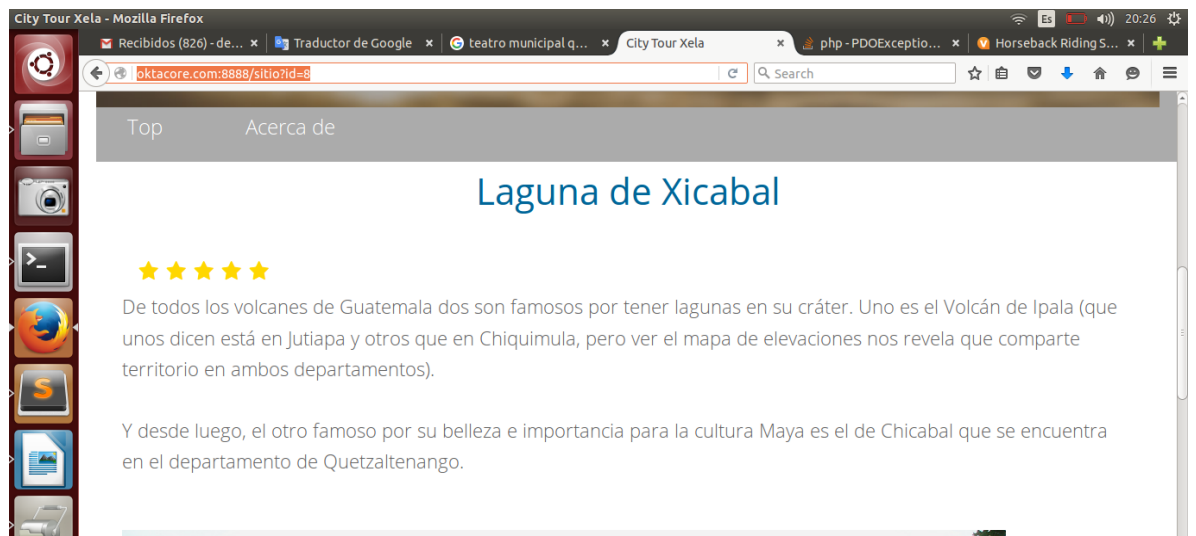 City Tour Xela - Mozilla Firefox
Es
20:26
Recibidos (826) - de...
Traductor de Google
teatro municipal q...
City Tour Xela
php - PDOExceptio...
Horseback Riding S...
oktacore.com:8888/sitio?id=8
Search
Top
Acerca de
Laguna de Xicabal
De todos los volcanes de Guatemala dos son famosos por tener lagunas en su cráter. Uno es el Volcán de Ipala (que
unos dicen está en Jutiapa y otros que en Chiquimula, pero ver el mapa de elevaciones nos revela que comparte
territorio en ambos departamentos).
Y desde luego, el otro famoso por su belleza e importancia para la cultura Maya es el de Chicabal que se encuentra
en el departamento de Quetzaltenango.